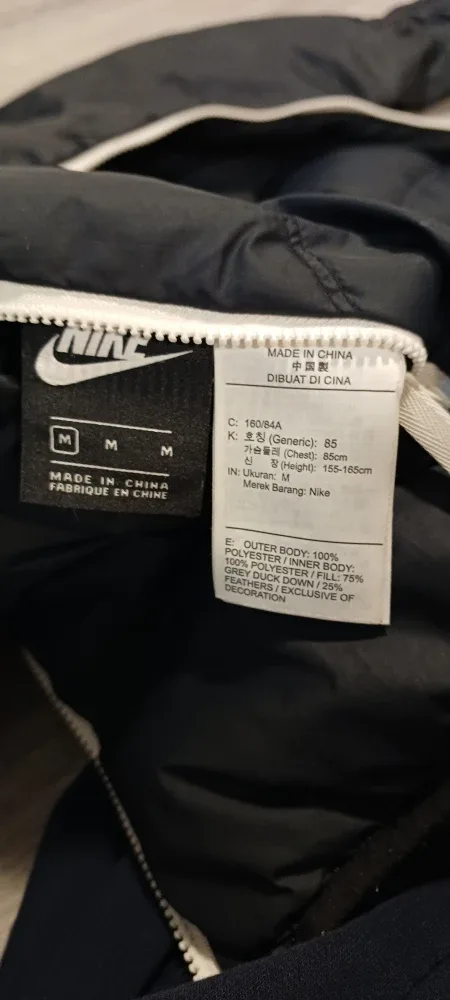 NIKE
M M M
MADE IN CHINA
FABRIQUE EN CHINE
MADE IN CHINA
中国製
DIBUAT DI CINA
C: 160/84A
K: 호칭 (Generic): 85
가슴둘레 (Chest): 85cm
신 장 (Height): 155-165cm
IN: Ukuran: M
Merek Barang: Nike
E: OUTER BODY: 100%
POLYESTER / INNER BODY:
100% POLYESTER / FILL: 75%
GREY DUCK DOWN / 25%
FEATHERS / EXCLUSIVE OF
DECORATION